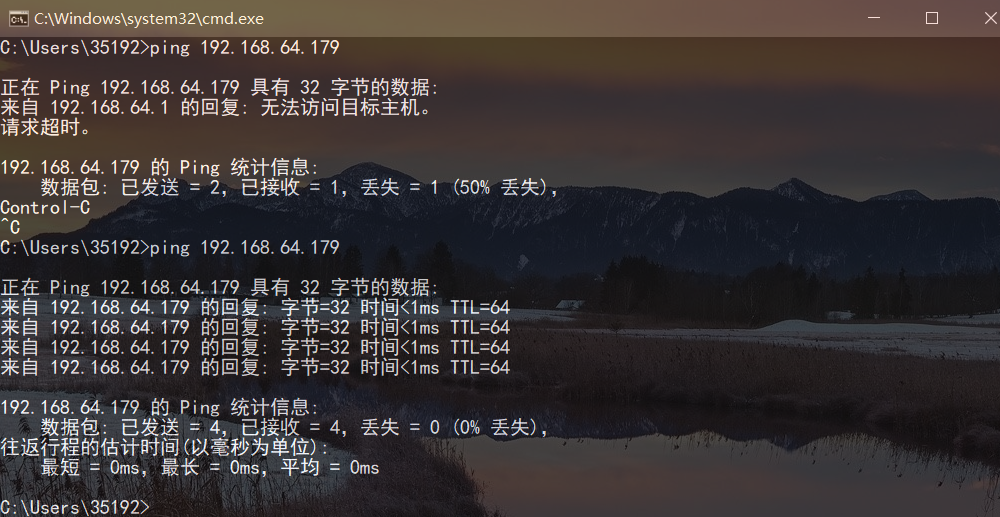 C:\Windows\system32\cmd.exe
C:\Users\35192>ping 192.168.64.179
正在 Ping 192.168.64.179 具有 32 字节的数据:
来自 192.168.64.1 的回复: 无法访问目标主机。
请求超时。
192.168.64.179 的 Ping 统计信息:
数据包: 已发送 = 2，已接收 = 1，丢失 = 1 (50% 丢失)，
Control-C
^C
C:\Users\35192>ping 192.168.64.179
正在 Ping 192.168.64.179 具有 32 字节的数据:
来自 192.168.64.179 的回复: 字节=32 时间<1ms TTL=64
来自 192.168.64.179 的回复: 字节=32 时间<1ms TTL=64
来自 192.168.64.179 的回复: 字节=32 时间<1ms TTL=64
来自 192.168.64.179 的回复: 字节=32 时间<1ms TTL=64
192.168.64.179 的 Ping 统计信息:
数据包: 已发送 = 4，已接收 = 4，丢失 = 0 (0% 丢失)，
往返行程的估计时间(以毫秒为单位):
最短 = 0ms，最长 = 0ms，平均 = 0ms
C:\Users\35192>